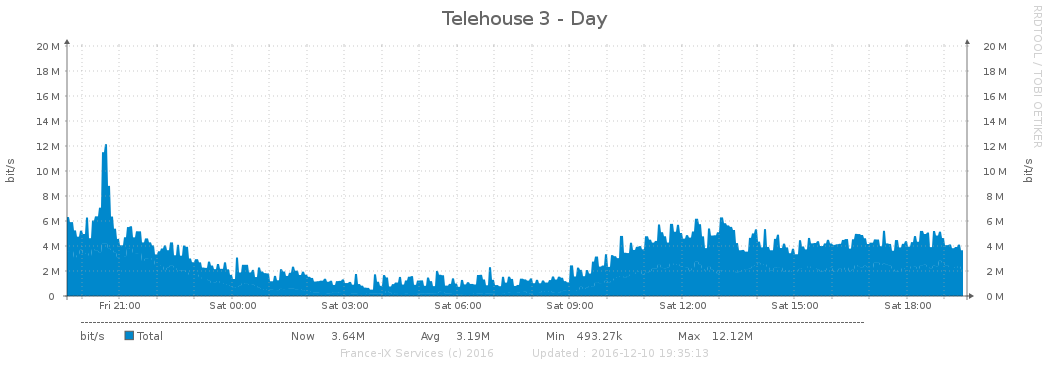 Telehouse 3 - Day
RRDTOOL / TOBI OETIKER
bit/s
20 M 20 M
18 M 18 M
16 M 16 M
14 M 14 M
12 M 12 M
10 M 10 M
8 M 8 M
6 M 6 M
4 M 4 M
2 M 2 M
0 0 M
bit/s
Fri 21:00 Sat 00:00 Sat 03:00 Sat 06:00 Sat 09:00 Sat 12:00 Sat 15:00 Sat 18:00
bit/s Total Now 3.64M Avg 3.19M Min 493.27k Max 12.12M
France-IX Services (c) 2016 Updated : 2016-12-10 19:35:13